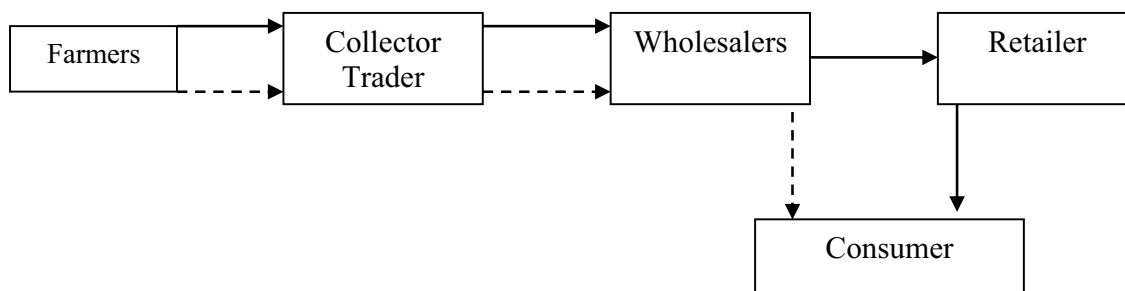 Farmers
Collector
Trader
Wholesalers
Retailer
Consumer